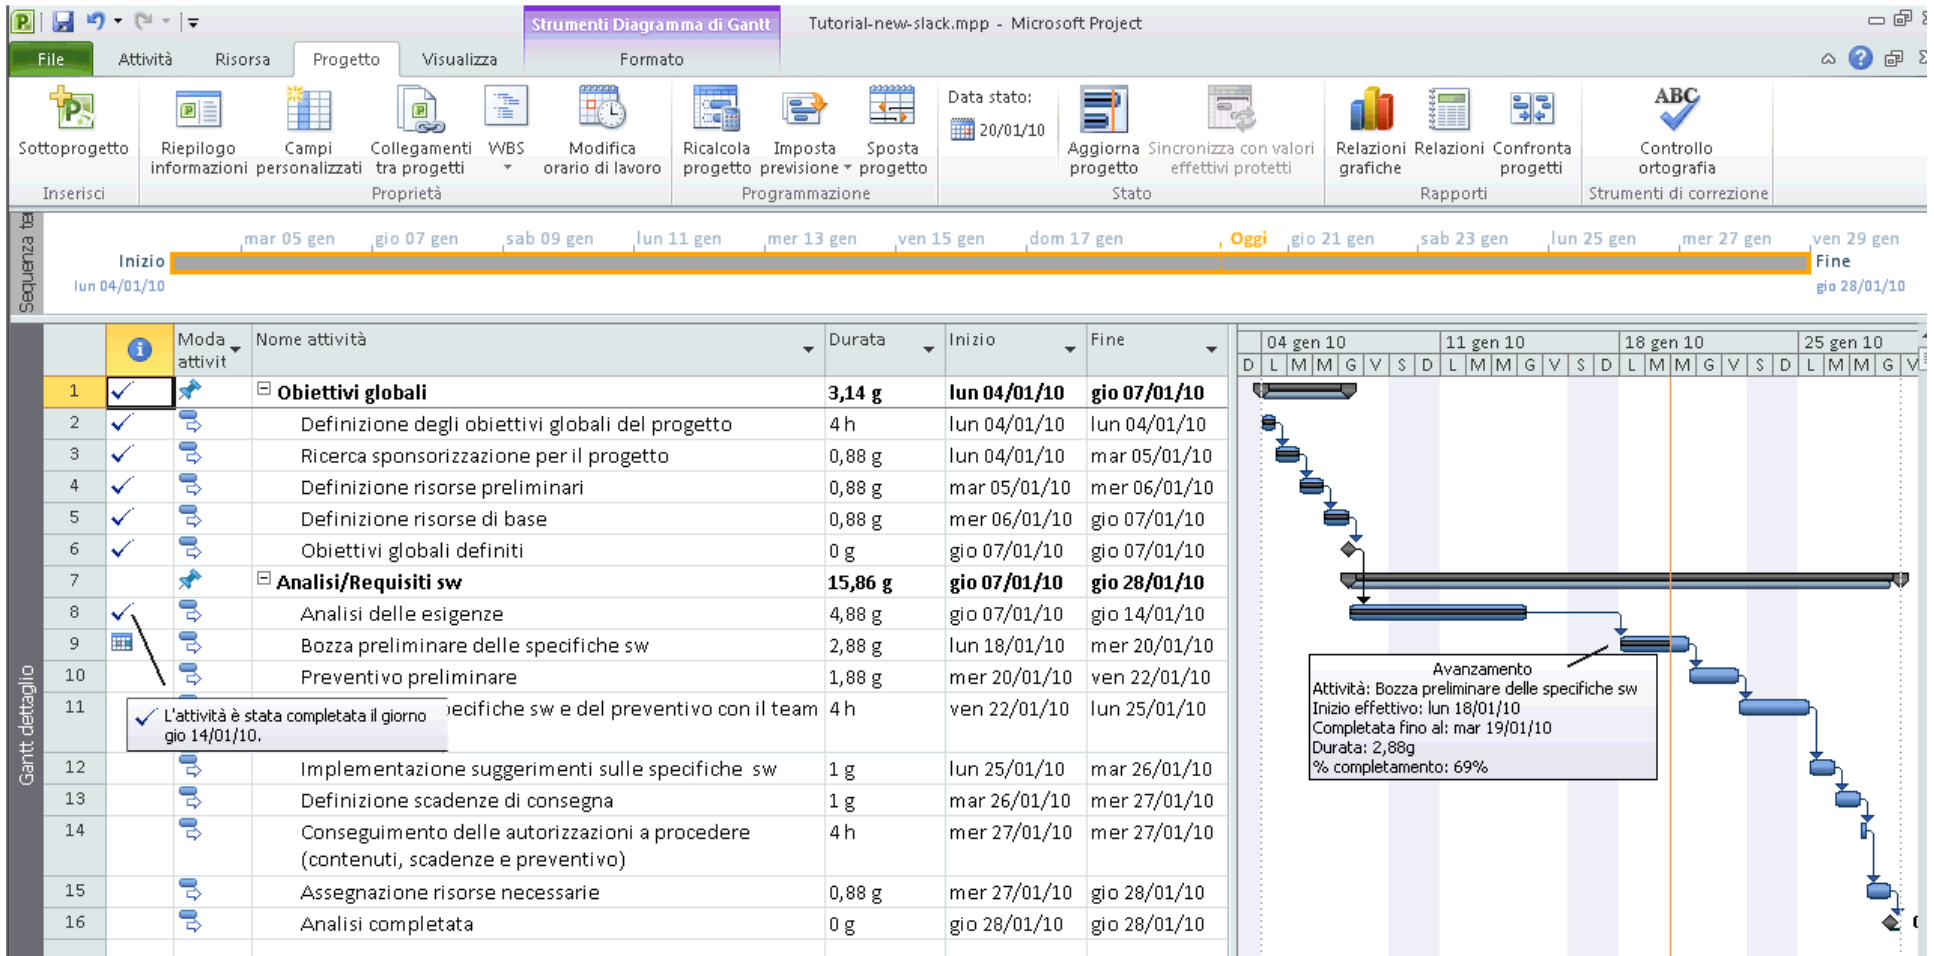 Strumenti Diagramma di Gantt
Tutorial-new-slack.mpp - Microsoft Project
File
Attività
Risorsa
Progetto
Visualizza
Formato
Sottoprogetto
Riepilogo informazioni
Campi personalizzati
Collegamenti tra progetti
WBS
Modifica orario di lavoro
Ricalcola progetto
Imposta previsione
Sposta progetto
Data stato:
20/01/10
Aggiorna progetto
Sincronizza con valori effettivi protetti
Relazioni grafiche
Relazioni
Confronta progetti
ABC
Controllo ortografia
Inserisci
Proprietà
Programmazione
Stato
Rapporti
Strumenti di correzione
Sequenza
mar 05 gen
gio 07 gen
sab 09 gen
lun 11 gen
mer 13 gen
ven 15 gen
dom 17 gen
Oggi
gio 21 gen
sab 23 gen
lun 25 gen
mer 27 gen
ven 29 gen
Inizio
lun 04/01/10
Fine
gio 28/01/10
Gantt dettaglio
Moda attivit
Nome attività
Durata
Inizio
Fine
04 gen 10
11 gen 10
18 gen 10
25 gen 10
D L M M G V S D L M M G V S D L M M G V S D L M M G V
1 Obiettivi globali 3,14 g lun 04/01/10 gio 07/01/10
2 Definizione degli obiettivi globali del progetto 4 h lun 04/01/10 lun 04/01/10
3 Ricerca sponsorizzazione per il progetto 0,88 g lun 04/01/10 mar 05/01/10
4 Definizione risorse preliminari 0,88 g mar 05/01/10 mer 06/01/10
5 Definizione risorse di base 0,88 g mer 06/01/10 gio 07/01/10
6 Obiettivi globali definiti 0 g gio 07/01/10 gio 07/01/10
7 Analisi/Requisiti sw 15,86 g gio 07/01/10 gio 28/01/10
8 Analisi delle esigenze 4,88 g gio 07/01/10 gio 14/01/10
9 Bozza preliminare delle specifiche sw 2,88 g lun 18/01/10 mer 20/01/10
10 Preventivo preliminare 1,88 g mer 20/01/10 ven 22/01/10
11 ecifiche sw e del preventivo con il team 4 h ven 22/01/10 lun 25/01/10
L'attività è stata completata il giorno
gio 14/01/10.
12 Implementazione suggerimenti sulle specifiche sw 1 g lun 25/01/10 mar 26/01/10
13 Definizione scadenze di consegna 1 g mar 26/01/10 mer 27/01/10
14 Conseguimento delle autorizzazioni a procedere 4 h mer 27/01/10 mer 27/01/10
(contenuti, scadenze e preventivo)
15 Assegnazione risorse necessarie 0,88 g mer 27/01/10 gio 28/01/10
16 Analisi completata 0 g gio 28/01/10 gio 28/01/10
Avanzamento
Attività: Bozza preliminare delle specifiche sw
Inizio effettivo: lun 18/01/10
Completata fino al: mar 19/01/10
Durata: 2,88g
% completamento: 69%